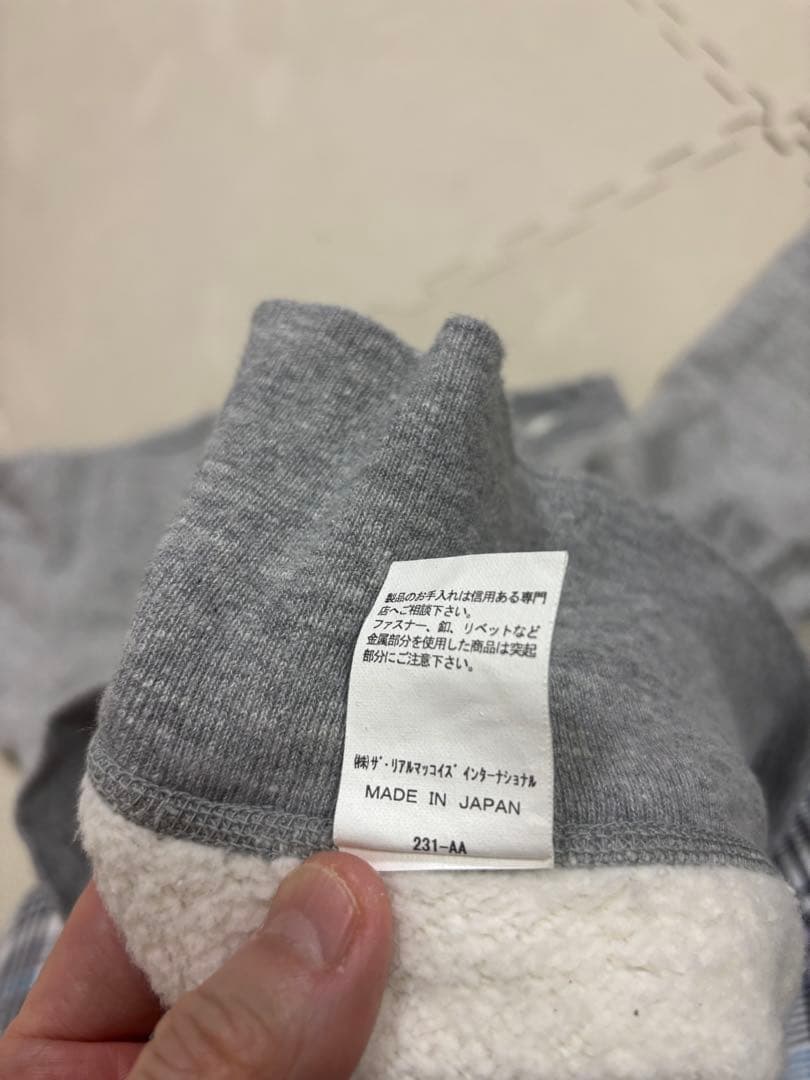 製品のお手入れは信用ある専門
店へご相談下さい。
ファスナー、釦、リベットなど
金属部分を使用した商品は突起
部分にご注意下さい。
㈱ｻﾞ・ﾘｱﾙﾏｯｺｲｽﾞ ｲﾝﾀｰﾅｼｮﾅﾙ
MADE IN JAPAN
231-AA